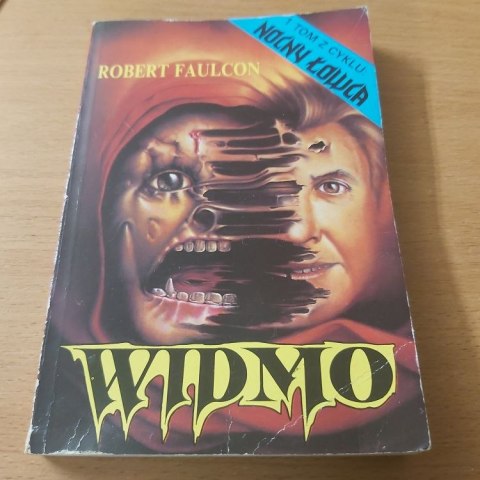 1 TOM Z CYKLU
NOCNY ŁOWCA
ROBERT FAULCON
WIDMO